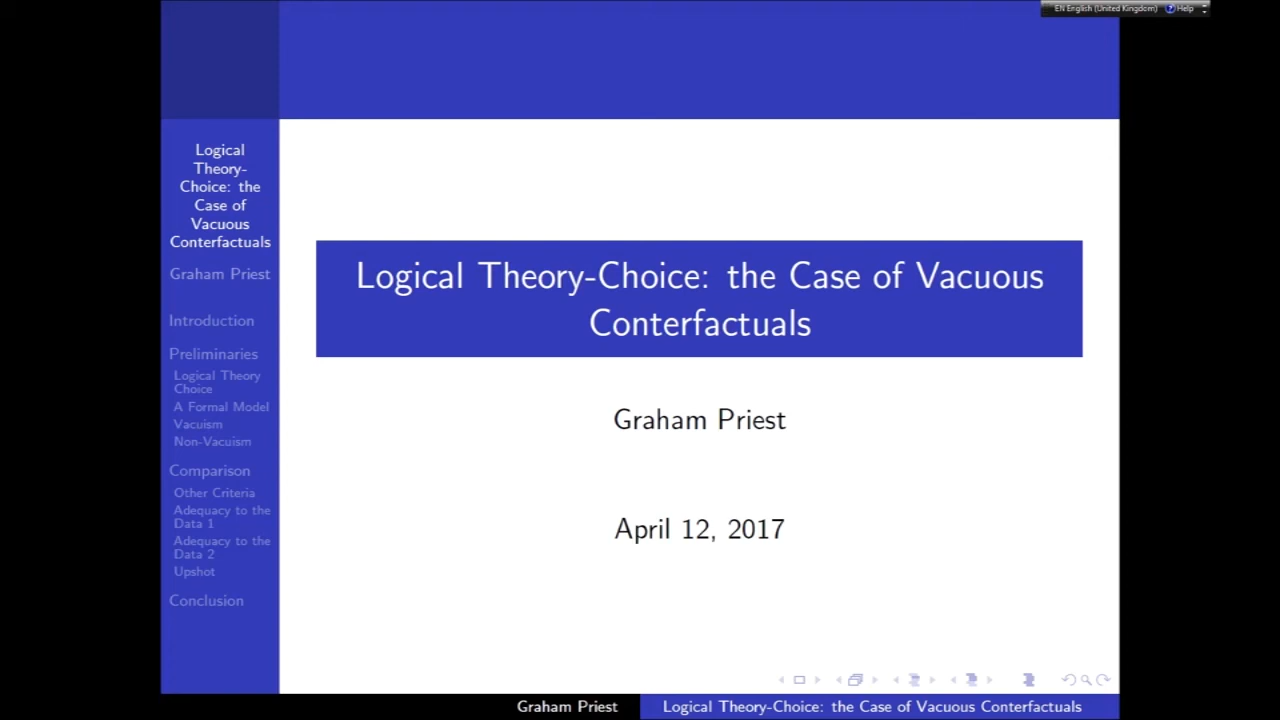 EN English (United Kingdom) Help
Logical
Theory-
Choice: the
Case of
Vacuous
Conterfactuals
Graham Priest
Introduction
Preliminaries
Logical Theory
Choice
A Formal Model
Vacuism
Non-Vacuism
Comparison
Other Criteria
Adequacy to the
Data 1
Adequacy to the
Data 2
Upshot
Conclusion
Logical Theory-Choice: the Case of Vacuous
Conterfactuals
Graham Priest
April 12, 2017
Graham Priest
Logical Theory-Choice: the Case of Vacuous Conterfactuals